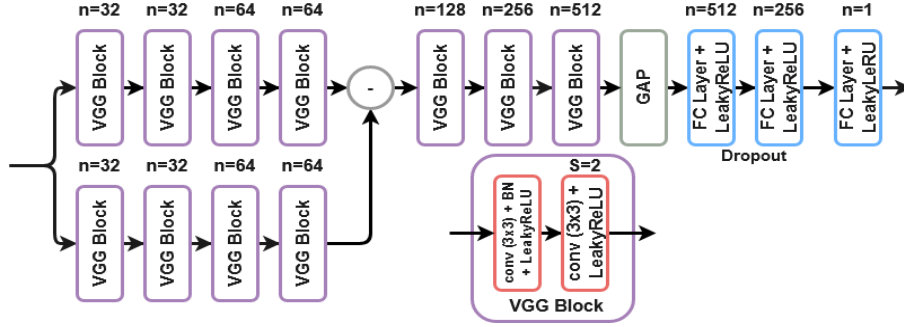 n=32 n=32 n=64 n=64 n=128 n=256 n=512 n=512 n=256 n=1
VGG Block
VGG Block
VGG Block
VGG Block
-
VGG Block
VGG Block
VGG Block
GAP
FC Layer +
LeakyReLU
FC Layer +
LeakyReLU
FC Layer +
LeakyLeRU
Dropout
n=32 n=32 n=64 n=64
VGG Block
VGG Block
VGG Block
VGG Block
S=2
conv (3x3) + BN
+ LeakyReLU
conv (3x3) +
LeakyReLU
VGG Block